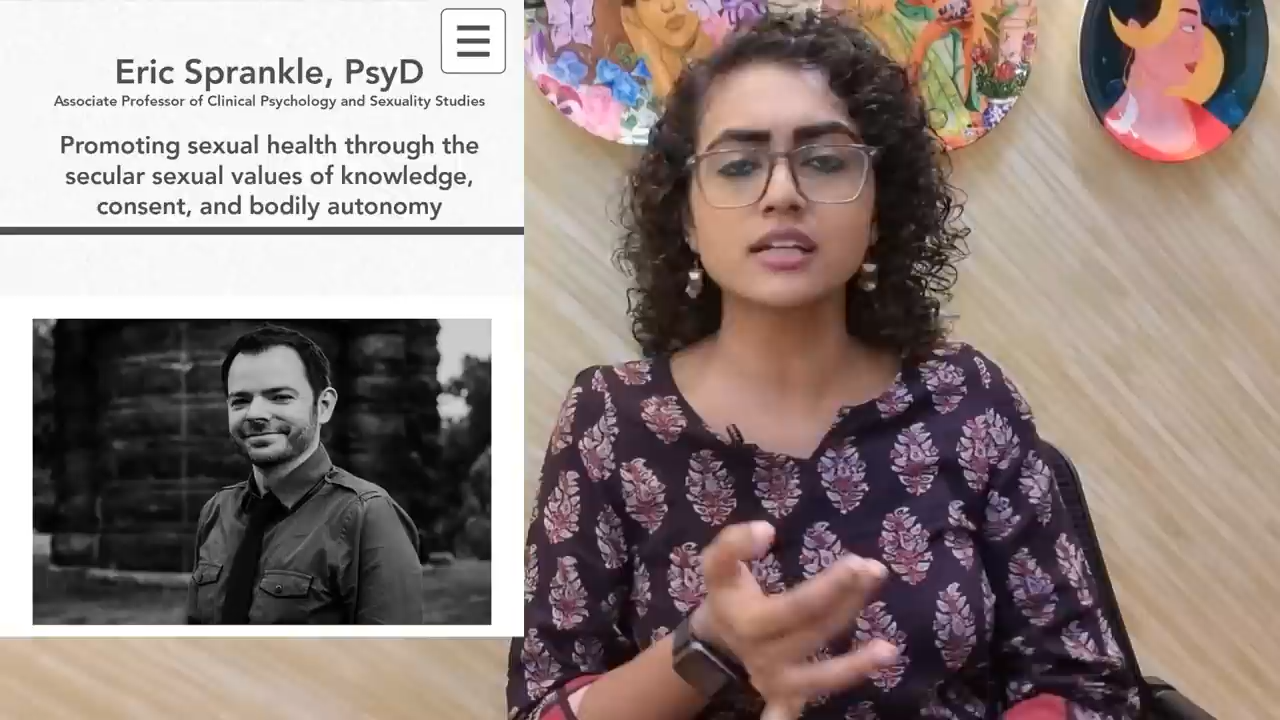 Eric Sprankle, PsyD
Associate Professor of Clinical Psychology and Sexuality Studies
Promoting sexual health through the
secular sexual values of knowledge,
consent, and bodily autonomy